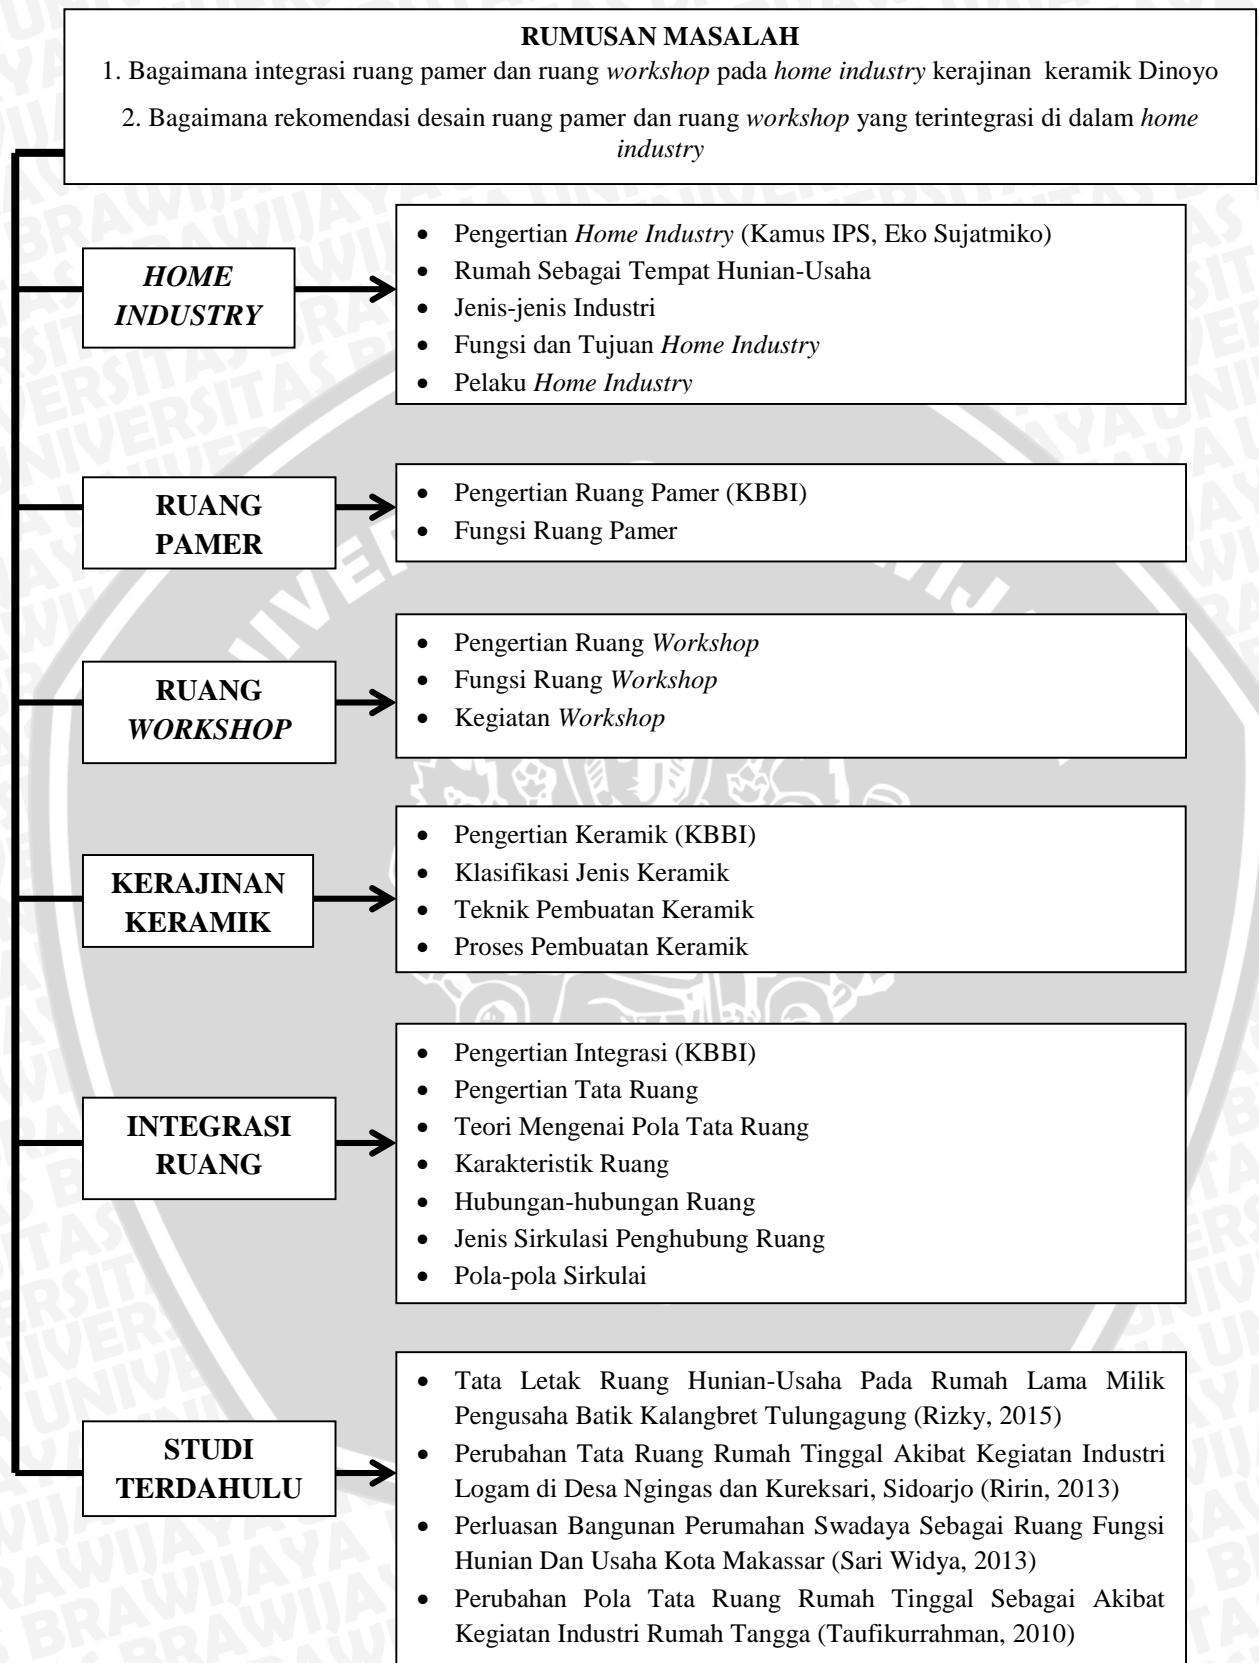 RUMUSAN MASALAH
1. Bagaimana integrasi ruang pamer dan ruang workshop pada home industry kerajinan keramik Dinoyo
2. Bagaimana rekomendasi desain ruang pamer dan ruang workshop yang terintegrasi di dalam home
industry
HOME
INDUSTRY
• Pengertian Home Industry (Kamus IPS, Eko Sujatmiko)
• Rumah Sebagai Tempat Hunian-Usaha
• Jenis-jenis Industri
• Fungsi dan Tujuan Home Industry
• Pelaku Home Industry
RUANG
PAMER
• Pengertian Ruang Pamer (KBBI)
• Fungsi Ruang Pamer
RUANG
WORKSHOP
• Pengertian Ruang Workshop
• Fungsi Ruang Workshop
• Kegiatan Workshop
KERAJINAN
KERAMIK
• Pengertian Keramik (KBBI)
• Klasifikasi Jenis Keramik
• Teknik Pembuatan Keramik
• Proses Pembuatan Keramik
INTEGRASI
RUANG
• Pengertian Integrasi (KBBI)
• Pengertian Tata Ruang
• Teori Mengenai Pola Tata Ruang
• Karakteristik Ruang
• Hubungan-hubungan Ruang
• Jenis Sirkulasi Penghubung Ruang
• Pola-pola Sirkulai
STUDI
TERDAHULU
• Tata Letak Ruang Hunian-Usaha Pada Rumah Lama Milik
Pengusaha Batik Kalangbret Tulungagung (Rizky, 2015)
• Perubahan Tata Ruang Rumah Tinggal Akibat Kegiatan Industri
Logam di Desa Ngingas dan Kureksari, Sidoarjo (Ririn, 2013)
• Perluasan Bangunan Perumahan Swadaya Sebagai Ruang Fungsi
Hunian Dan Usaha Kota Makassar (Sari Widya, 2013)
• Perubahan Pola Tata Ruang Rumah Tinggal Sebagai Akibat
Kegiatan Industri Rumah Tangga (Taufikurrahman, 2010)